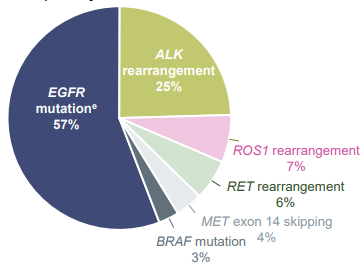 ALK
rearrangement
25%
EGFR
mutationᵉ
57%
ROS1 rearrangement
7%
RET rearrangement
6%
MET exon 14 skipping
4%
BRAF mutation
3%